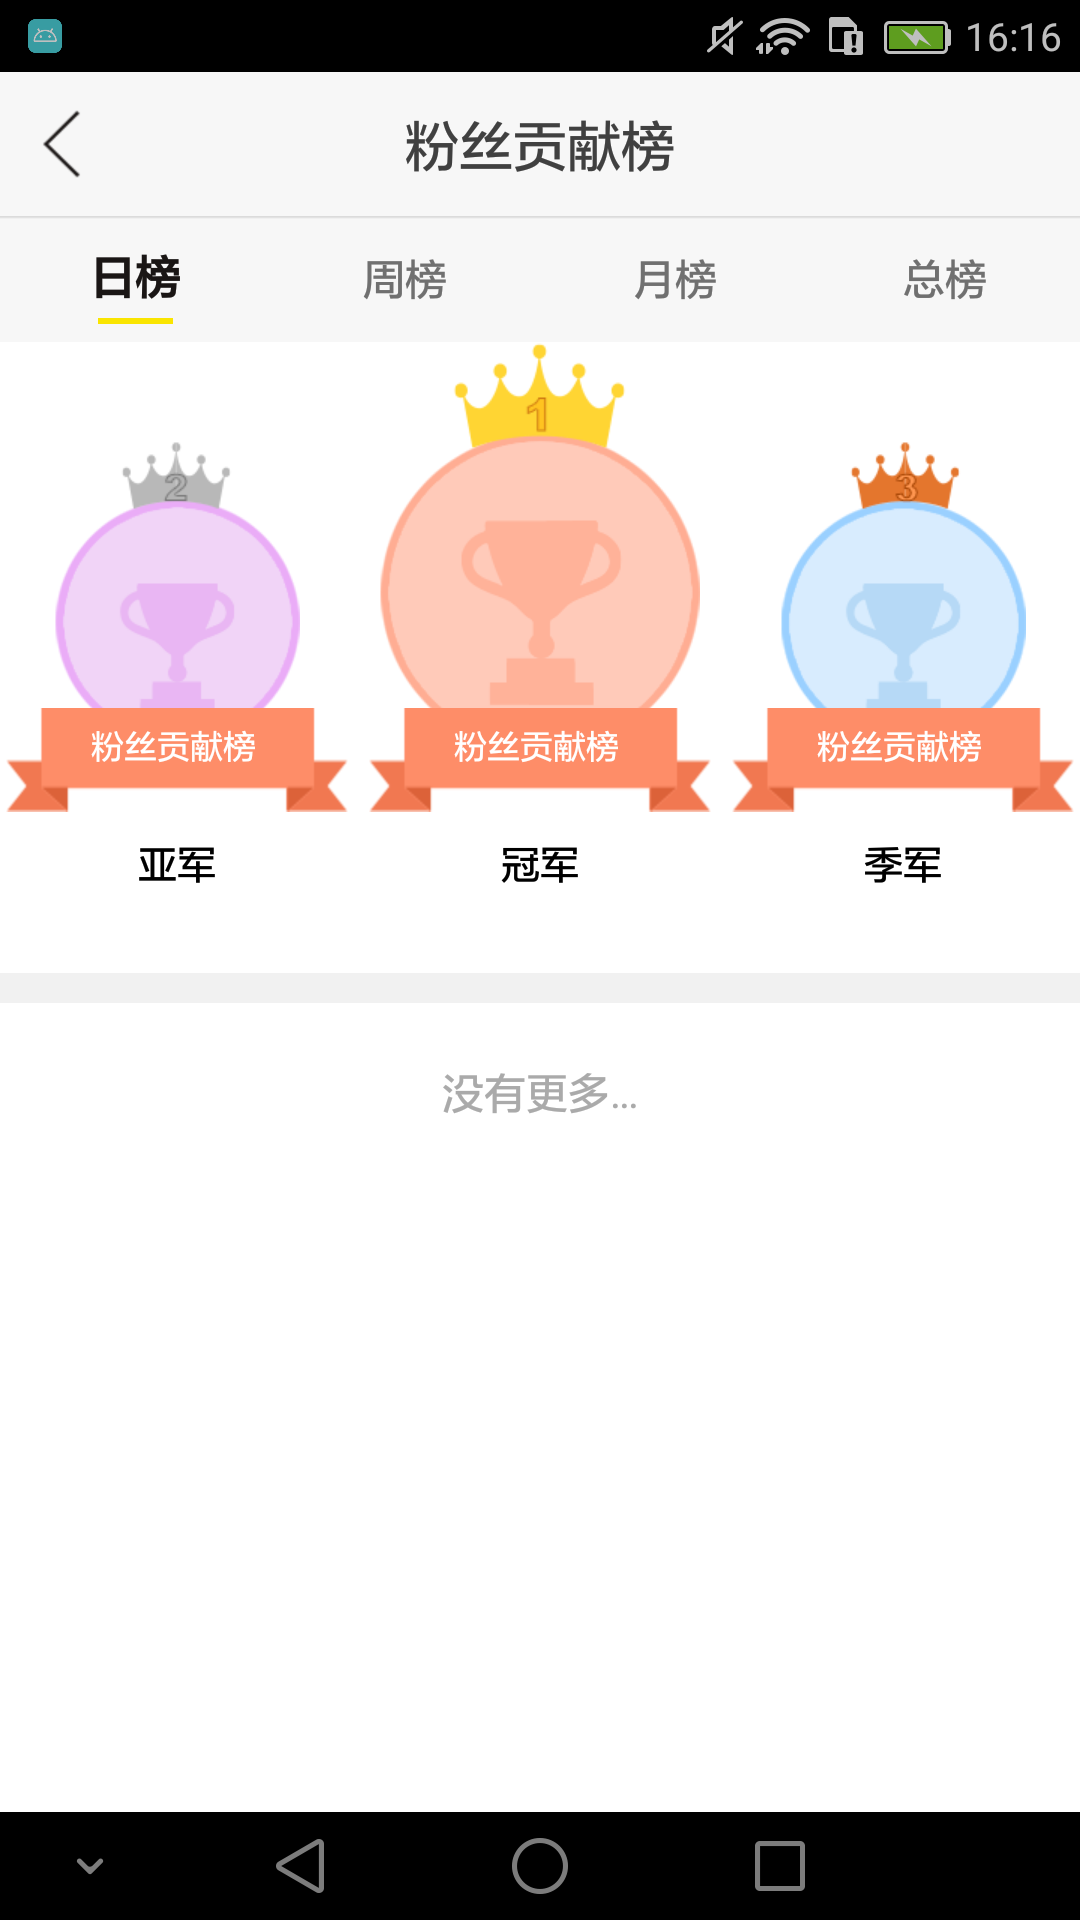 16:16
粉丝贡献榜
日榜 周榜 月榜 总榜
1
2 3
粉丝贡献榜 粉丝贡献榜 粉丝贡献榜
亚军 冠军 季军
没有更多...